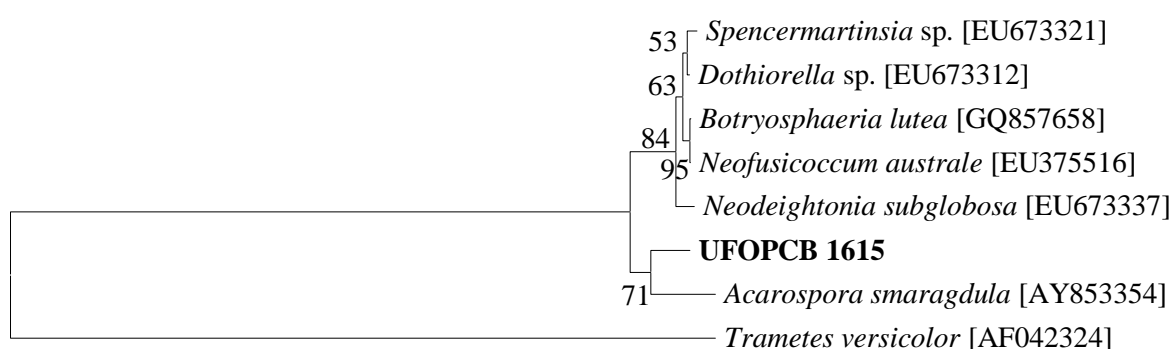 53
Spencermartinsia sp. [EU673321]
Dothiorella sp. [EU673312]
63
Botryosphaeria lutea [GQ857658]
84
Neofusicoccum australe [EU375516]
95
Neodeightonia subglobosa [EU673337]
UFOPCB 1615
71
Acarospora smaragdula [AY853354]
Trametes versicolor [AF042324]